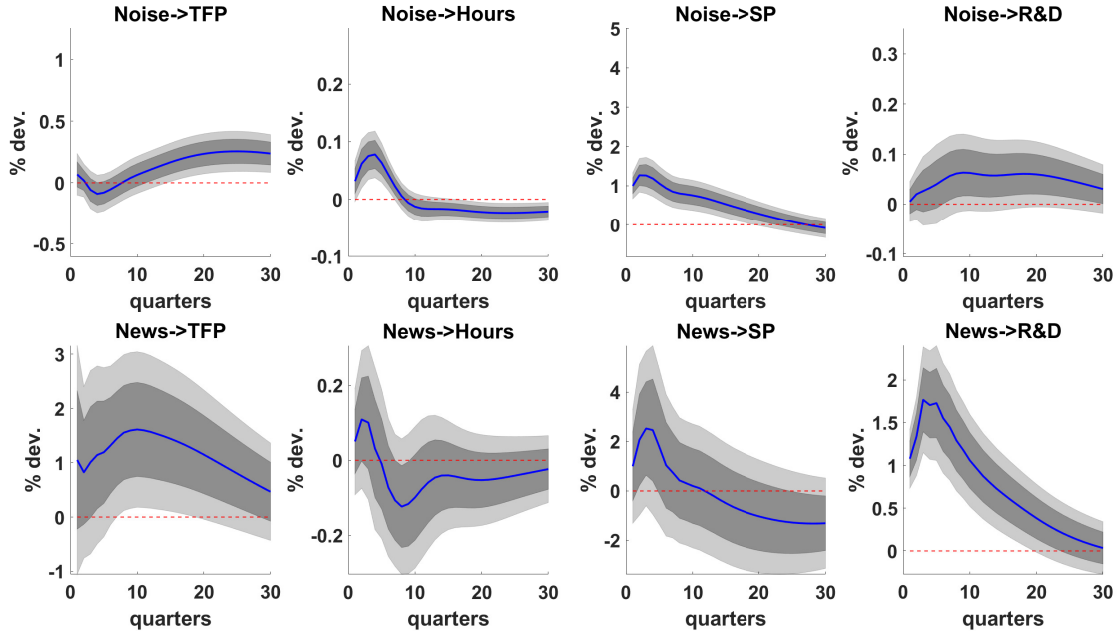 Noise->TFP
% dev.
1
0.5
0
-0.5
0
10
20
30
quarters
Noise->Hours
% dev.
0.2
0.1
0
-0.1
0
10
20
30
quarters
Noise->SP
% dev.
5
4
3
2
1
0
0
10
20
30
quarters
Noise->R&D
% dev.
0.3
0.2
0.1
0
-0.1
0
10
20
30
quarters
News->TFP
% dev.
3
2
1
0
-1
0
10
20
30
quarters
News->Hours
% dev.
0.2
0
-0.2
0
10
20
30
quarters
News->SP
% dev.
4
2
0
-2
0
10
20
30
quarters
News->R&D
% dev.
2
1.5
1
0.5
0
0
10
20
30
quarters